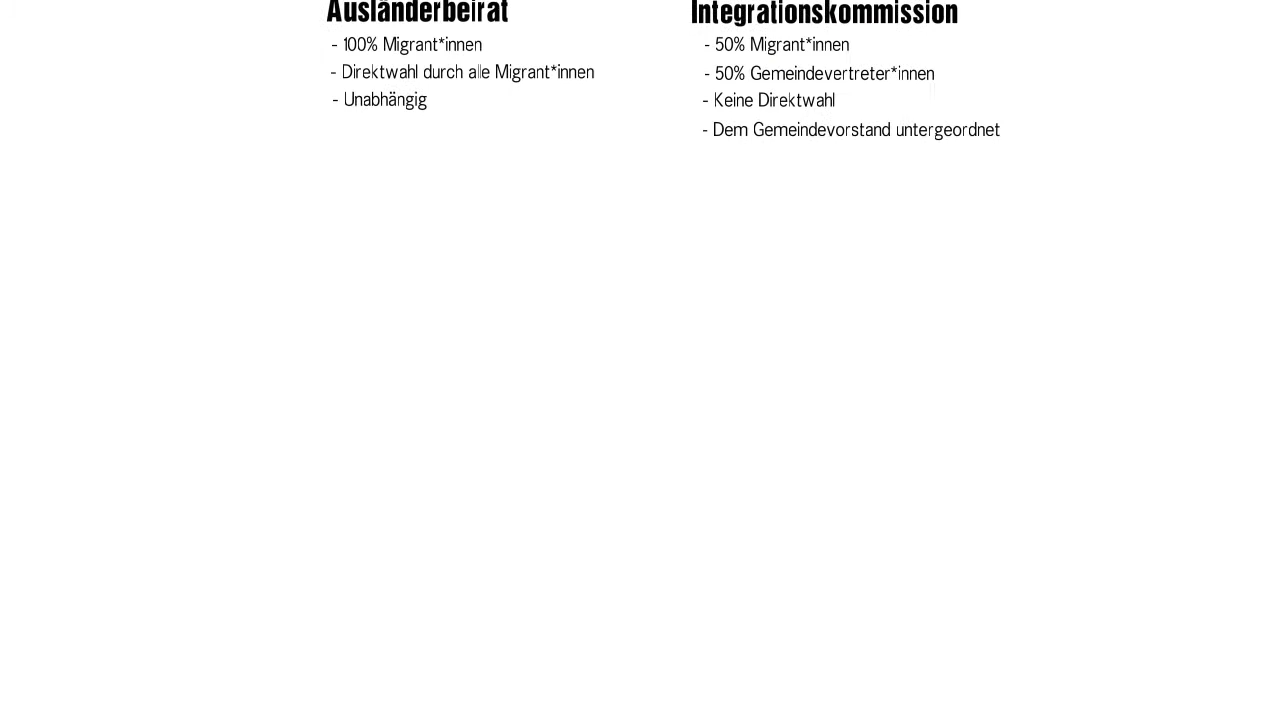 Ausländerbeirat
- 100% Migrant*innen
- Direktwahl durch alle Migrant*innen
- Unabhängig
Integrationskommission
- 50% Migrant*innen
- 50% Gemeindevertreter*innen
- Keine Direktwahl
- Dem Gemeindevorstand untergeordnet